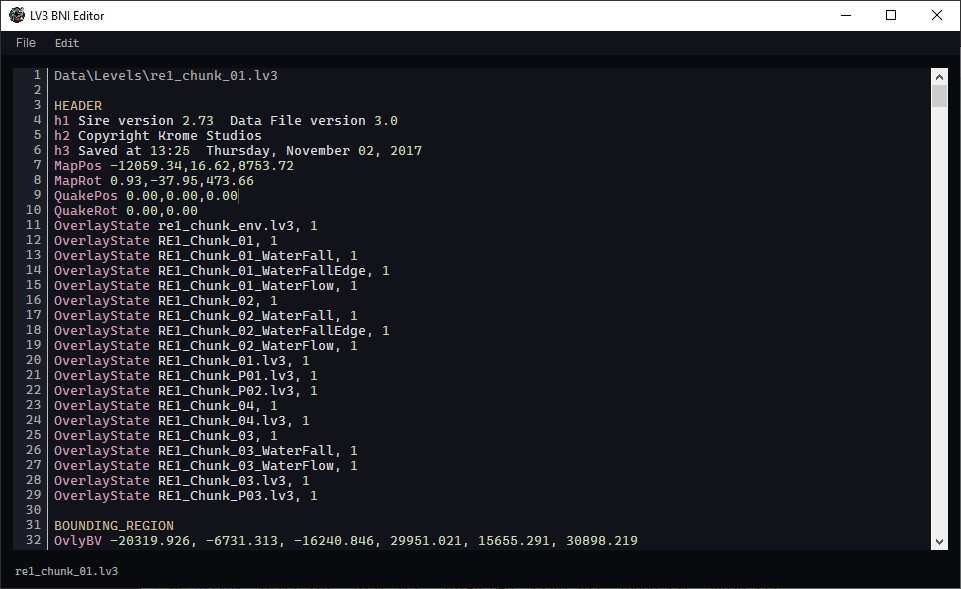 LV3 BNI Editor
File Edit
1 Data\Levels\re1_chunk_01.lv3
2
3 HEADER
4 h1 Sire version 2.73  Data File version 3.0
5 h2 Copyright Krome Studios
6 h3 Saved at 13:25  Thursday, November 02, 2017
7 MapPos -12059.34,16.62,8753.72
8 MapRot 0.93,-37.95,473.66
9 QuakePos 0.00,0.00,0.00
10 QuakeRot 0.00,0.00
11 OverlayState re1_chunk_env.lv3, 1
12 OverlayState RE1_Chunk_01, 1
13 OverlayState RE1_Chunk_01_WaterFall, 1
14 OverlayState RE1_Chunk_01_WaterFallEdge, 1
15 OverlayState RE1_Chunk_01_WaterFlow, 1
16 OverlayState RE1_Chunk_02, 1
17 OverlayState RE1_Chunk_02_WaterFall, 1
18 OverlayState RE1_Chunk_02_WaterFallEdge, 1
19 OverlayState RE1_Chunk_02_WaterFlow, 1
20 OverlayState RE1_Chunk_01.lv3, 1
21 OverlayState RE1_Chunk_P01.lv3, 1
22 OverlayState RE1_Chunk_P02.lv3, 1
23 OverlayState RE1_Chunk_04, 1
24 OverlayState RE1_Chunk_04.lv3, 1
25 OverlayState RE1_Chunk_03, 1
26 OverlayState RE1_Chunk_03_WaterFall, 1
27 OverlayState RE1_Chunk_03_WaterFlow, 1
28 OverlayState RE1_Chunk_03.lv3, 1
29 OverlayState RE1_Chunk_P03.lv3, 1
30
31 BOUNDING_REGION
32 OvlyBV -20319.926, -6731.313, -16240.846, 29951.021, 15655.291, 30898.219
re1_chunk_01.lv3